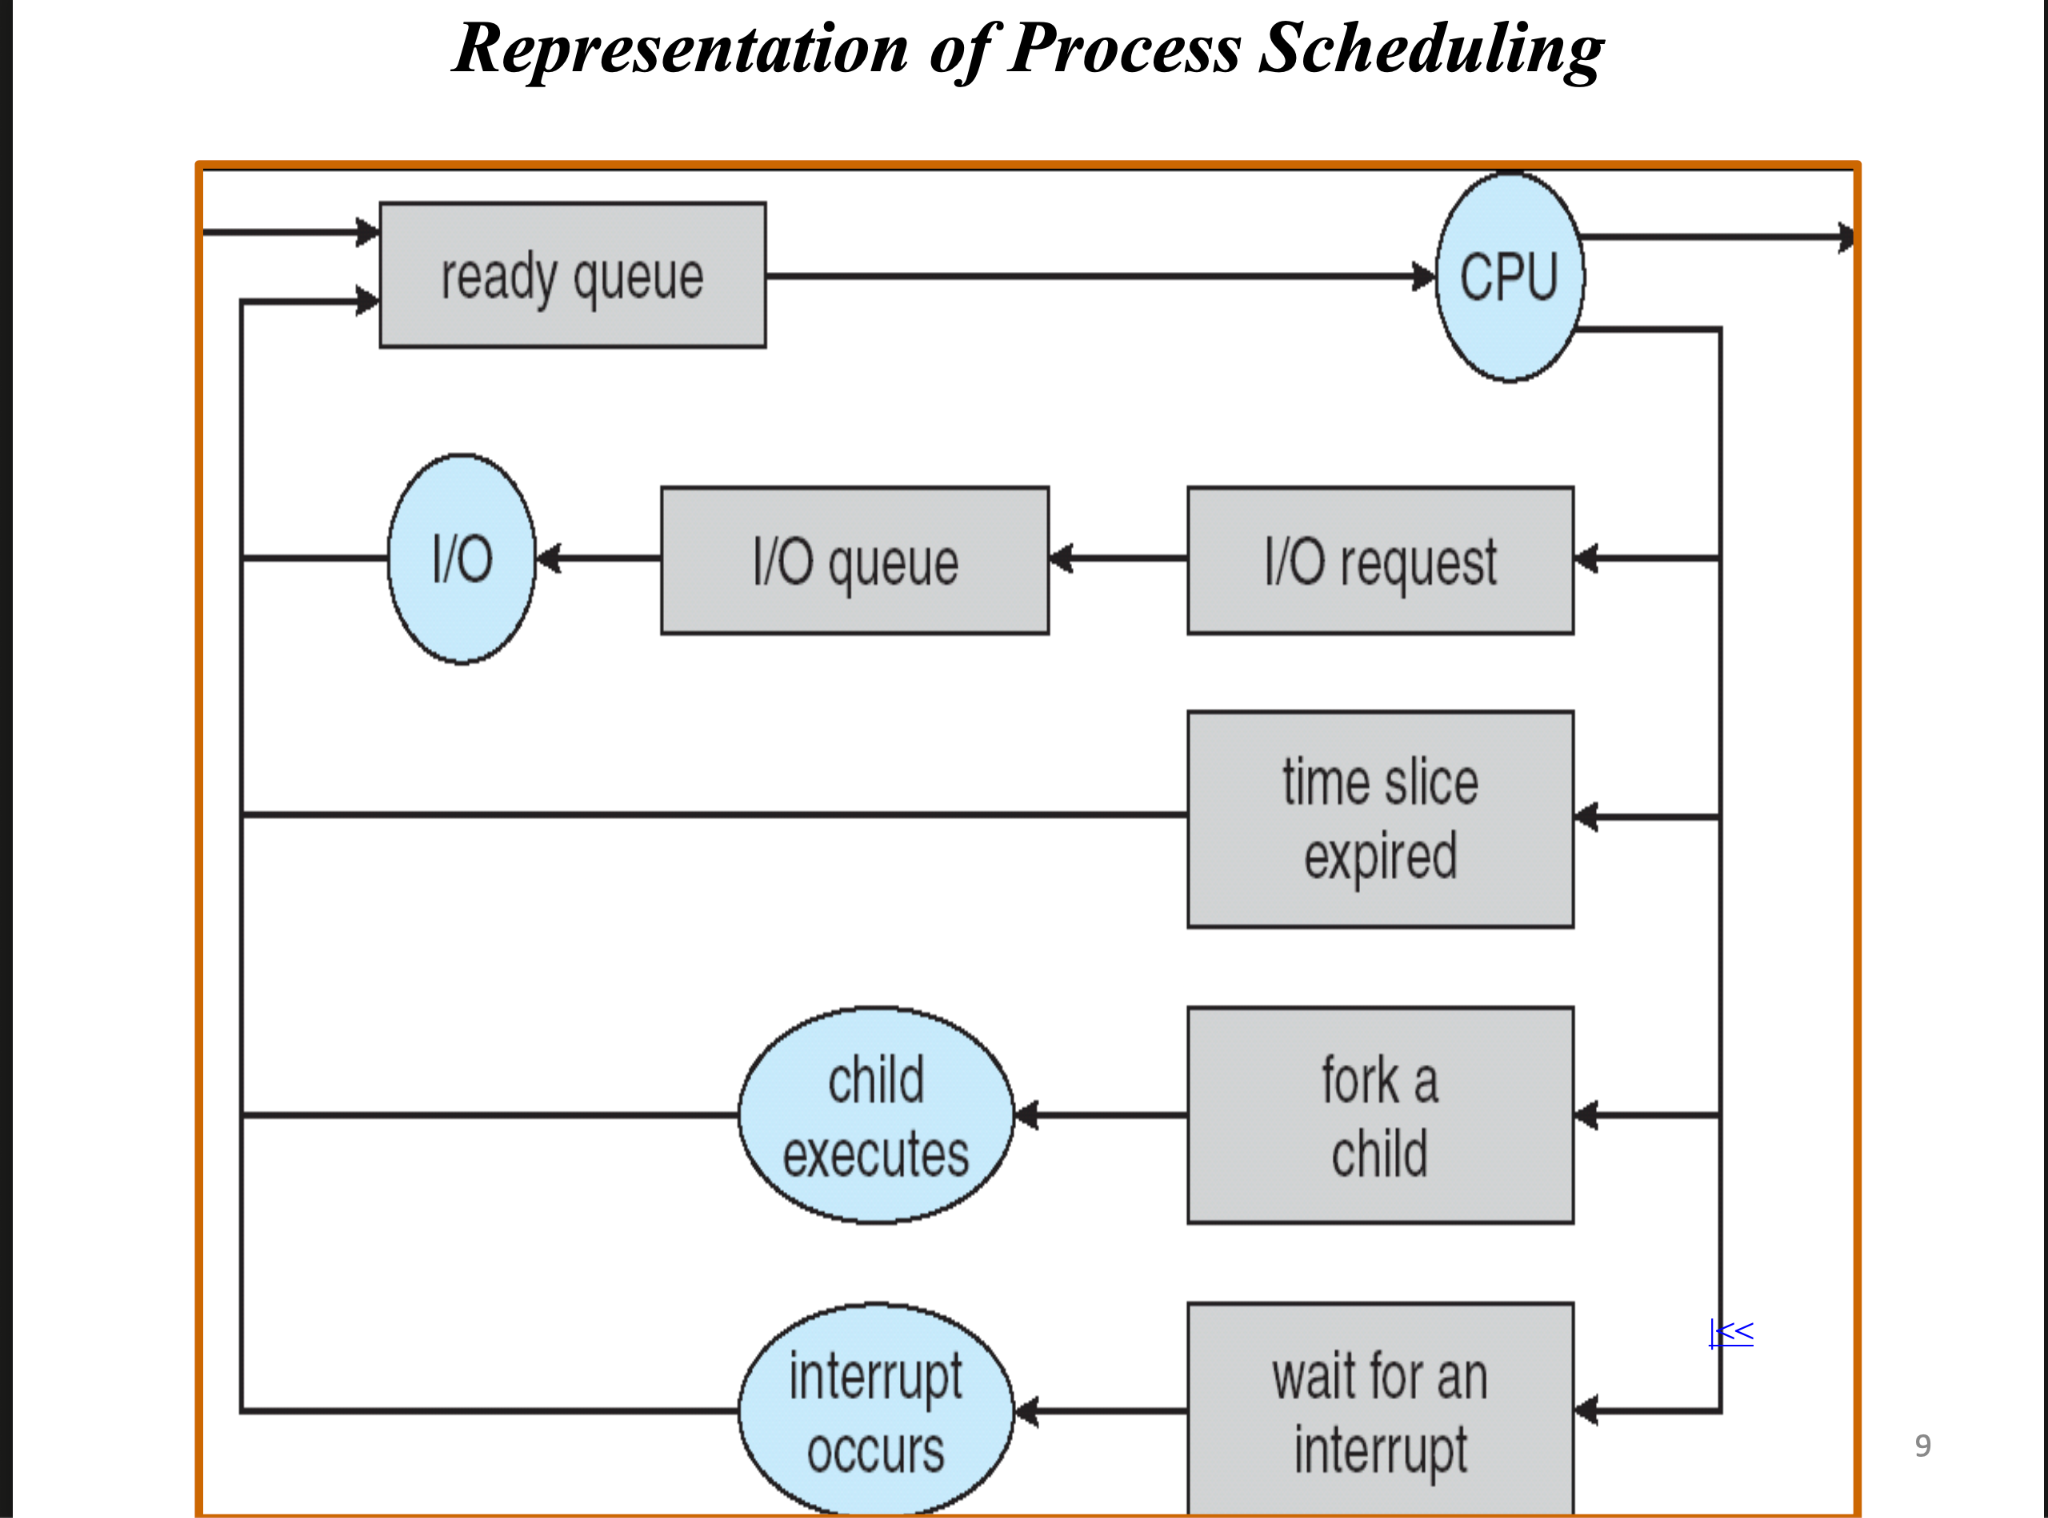 Representation of Process Scheduling
ready queue
CPU
I/O
I/O queue
I/O request
time slice
expired
child
executes
fork a
child
interrupt
occurs
wait for an
interrupt
|<<
9